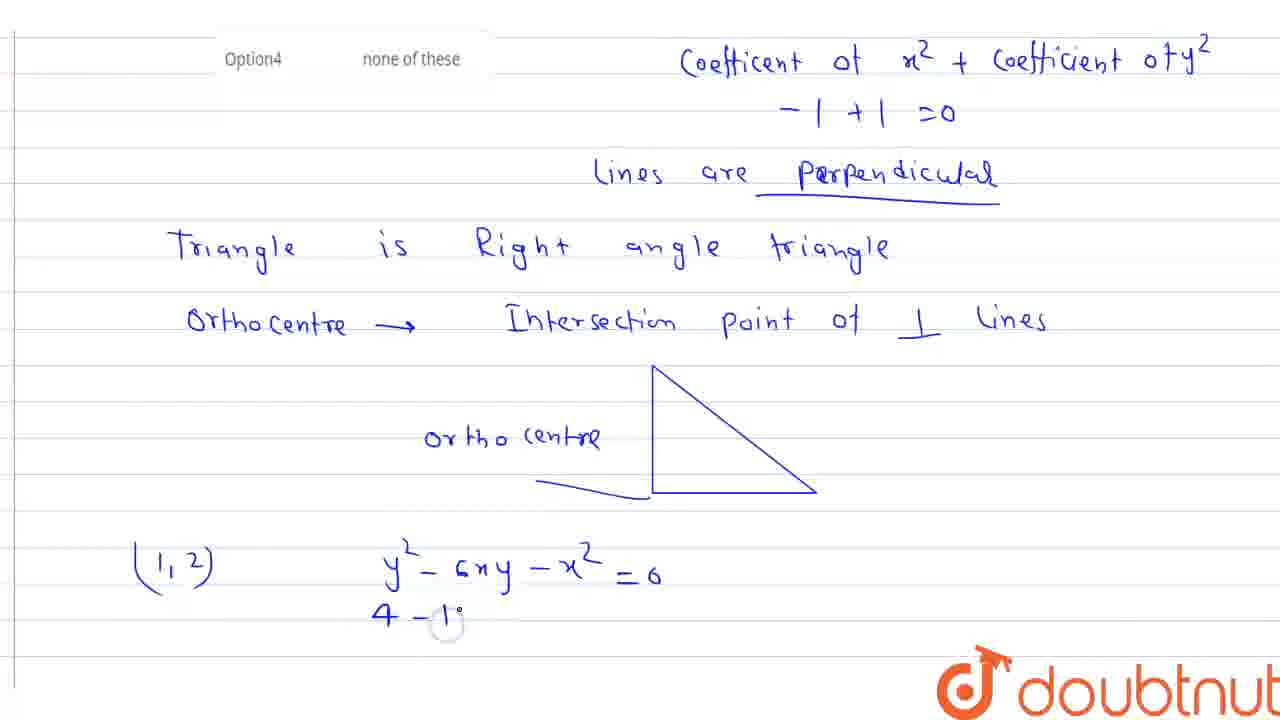 Option4 none of these
Coefficent of x² + Coefficient of y²
-1 + 1 = 0
Lines are Perpendicular
Triangle is Right angle triangle
Orthocentre → Intersection point of ⊥ lines
Ortho centre
(1, 2) y² - 6xy - x² = 0
4 - 1
doubtnut